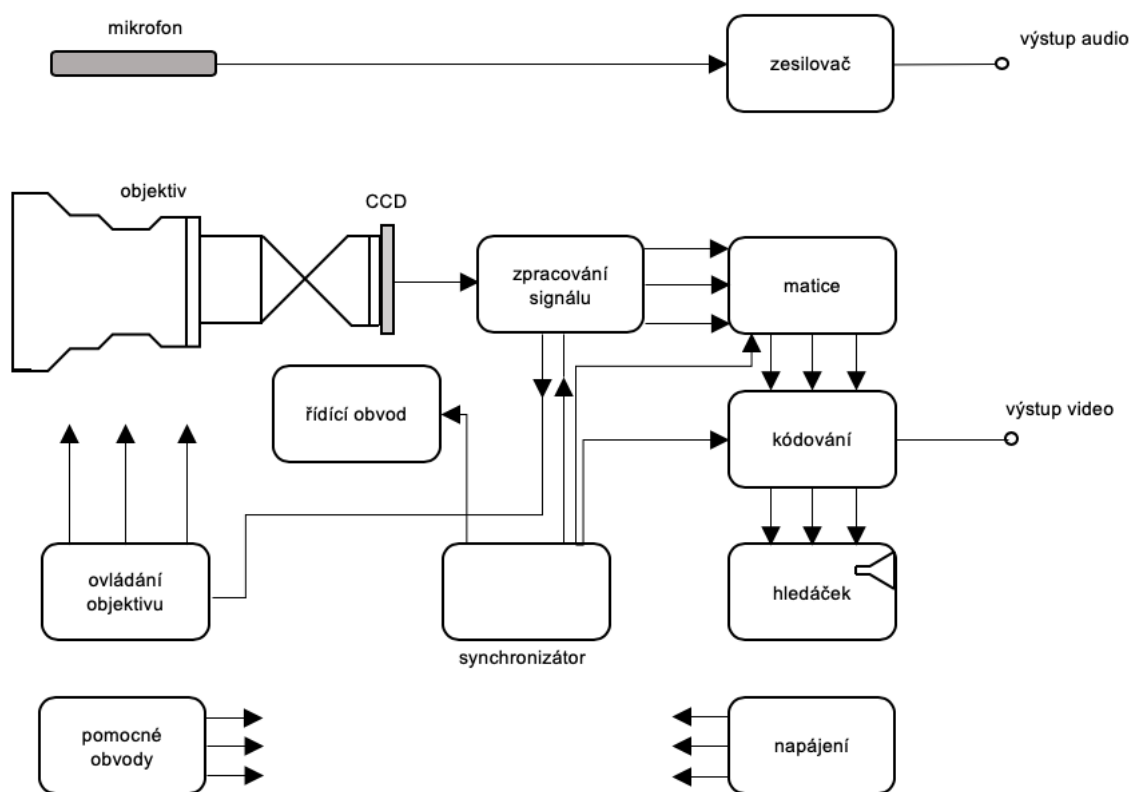 mikrofon
zesilovač
výstup audio
objektiv
CCD
zpracování
signálu
matice
řídící obvod
kódování
výstup video
ovládání
objektivu
synchronizátor
hledáček
pomocné
obvody
napájení